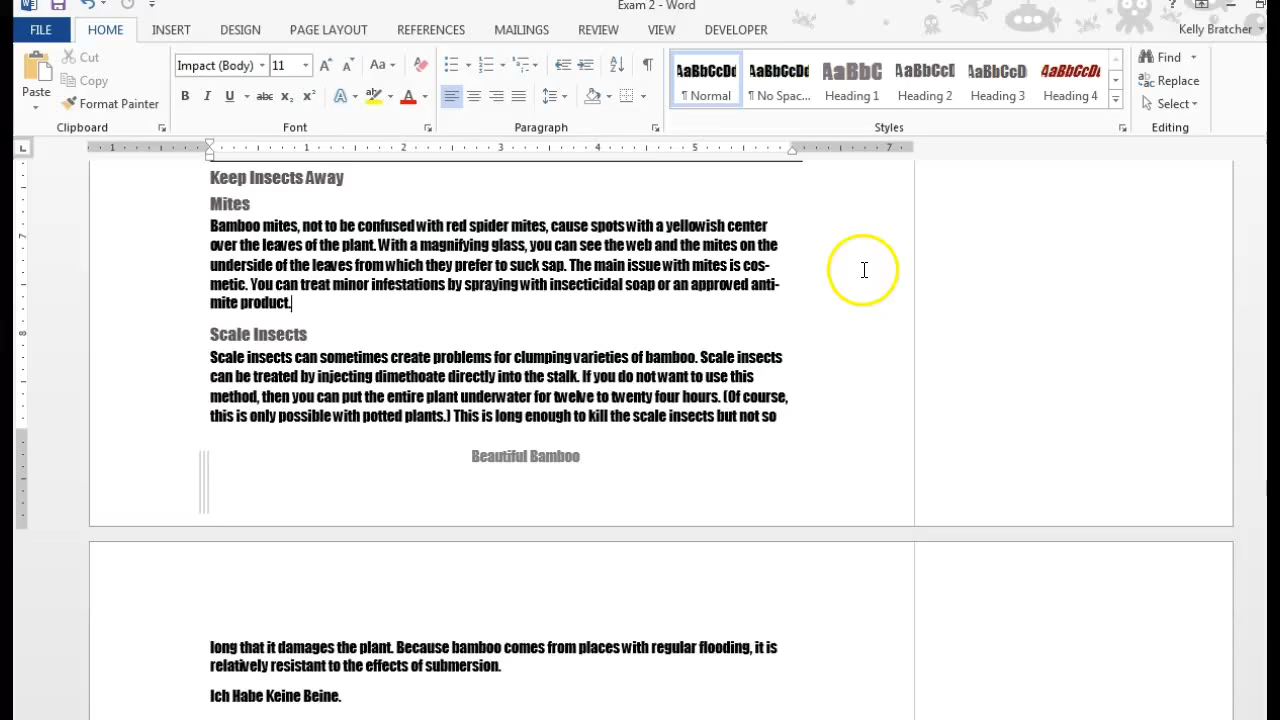 Exam 2 - Word
FILE HOME INSERT DESIGN PAGE LAYOUT REFERENCES MAILINGS REVIEW VIEW DEVELOPER Kelly Bratcher
Paste
Cut
Copy
Format Painter
Clipboard
Impact (Body) 11
Font
Paragraph
AaBbCcDd AaBbCcDd AaBbC AaBbCcD AaBbCcD AaBbCcD
¶ Normal ¶ No Spac... Heading 1 Heading 2 Heading 3 Heading 4
Styles
Find
Replace
Select
Editing
1 1 2 3 4 5 7
Keep Insects Away
Mites
Bamboo mites, not to be confused with red spider mites, cause spots with a yellowish center
over the leaves of the plant. With a magnifying glass, you can see the web and the mites on the
underside of the leaves from which they prefer to suck sap. The main issue with mites is cos-
metic. You can treat minor infestations by spraying with insecticidal soap or an approved anti-
mite product.
Scale Insects
Scale insects can sometimes create problems for clumping varieties of bamboo. Scale insects
can be treated by injecting dimethoate directly into the stalk. If you do not want to use this
method, then you can put the entire plant underwater for twelve to twenty four hours. (Of course,
this is only possible with potted plants.) This is long enough to kill the scale insects but not so
Beautiful Bamboo
long that it damages the plant. Because bamboo comes from places with regular flooding, it is
relatively resistant to the effects of submersion.
Ich Habe Keine Beine.